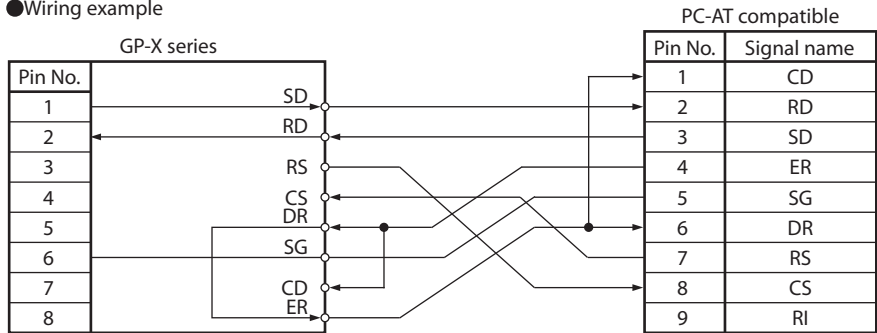 ●Wiring example
GP-X series
Pin No.
1
2
3
4
5
6
7
8
SD
RD
RS
CS
DR
SG
CD
ER
PC-AT compatible
Pin No. Signal name
1 CD
2 RD
3 SD
4 ER
5 SG
6 DR
7 RS
8 CS
9 RI